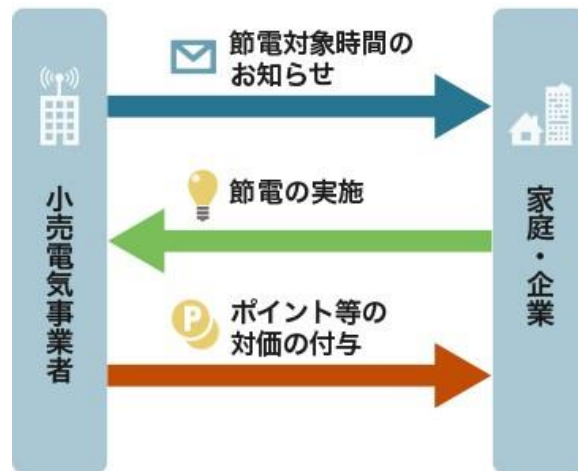 節電対象時間の
お知らせ
節電の実施
ポイント等の
対価の付与
小売電気事業者
家庭・企業
P